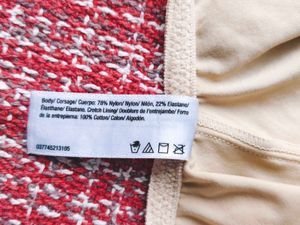 Body/ Corsage/ Cuerpo: 78% Nylon/ Nylon/ Nilón, 22% Elastane/
Elasthane/ Elastano. Crotch Lining/ Doublere de l'entrejambe/ Forro
de la entrepierna: 100% Cotton/ Coton/ Algodón.
037745213105